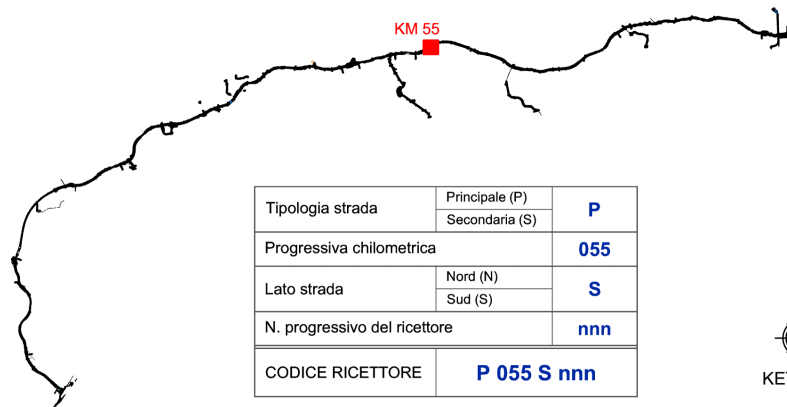 KM 55
Tipologia strada
Principale (P)
Secondaria (S)
P
Progressiva chilometrica
055
Lato strada
Nord (N)
Sud (S)
S
N. progressivo del ricettore
nnn
CODICE RICETTORE
P 055 S nnn